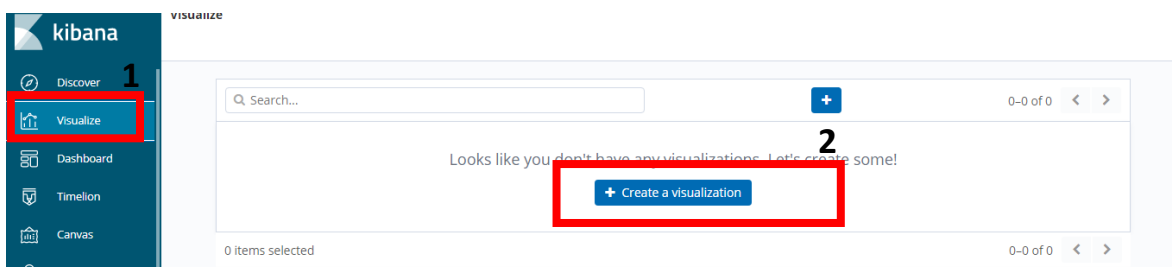 Visualize
kibana
Discover
1
Visualize
Dashboard
Timelion
Canvas
Search...
+
0–0 of 0 < >
2
Looks like you don't have any visualizations. Let's create some!
+ Create a visualization
0 items selected
0–0 of 0 < >